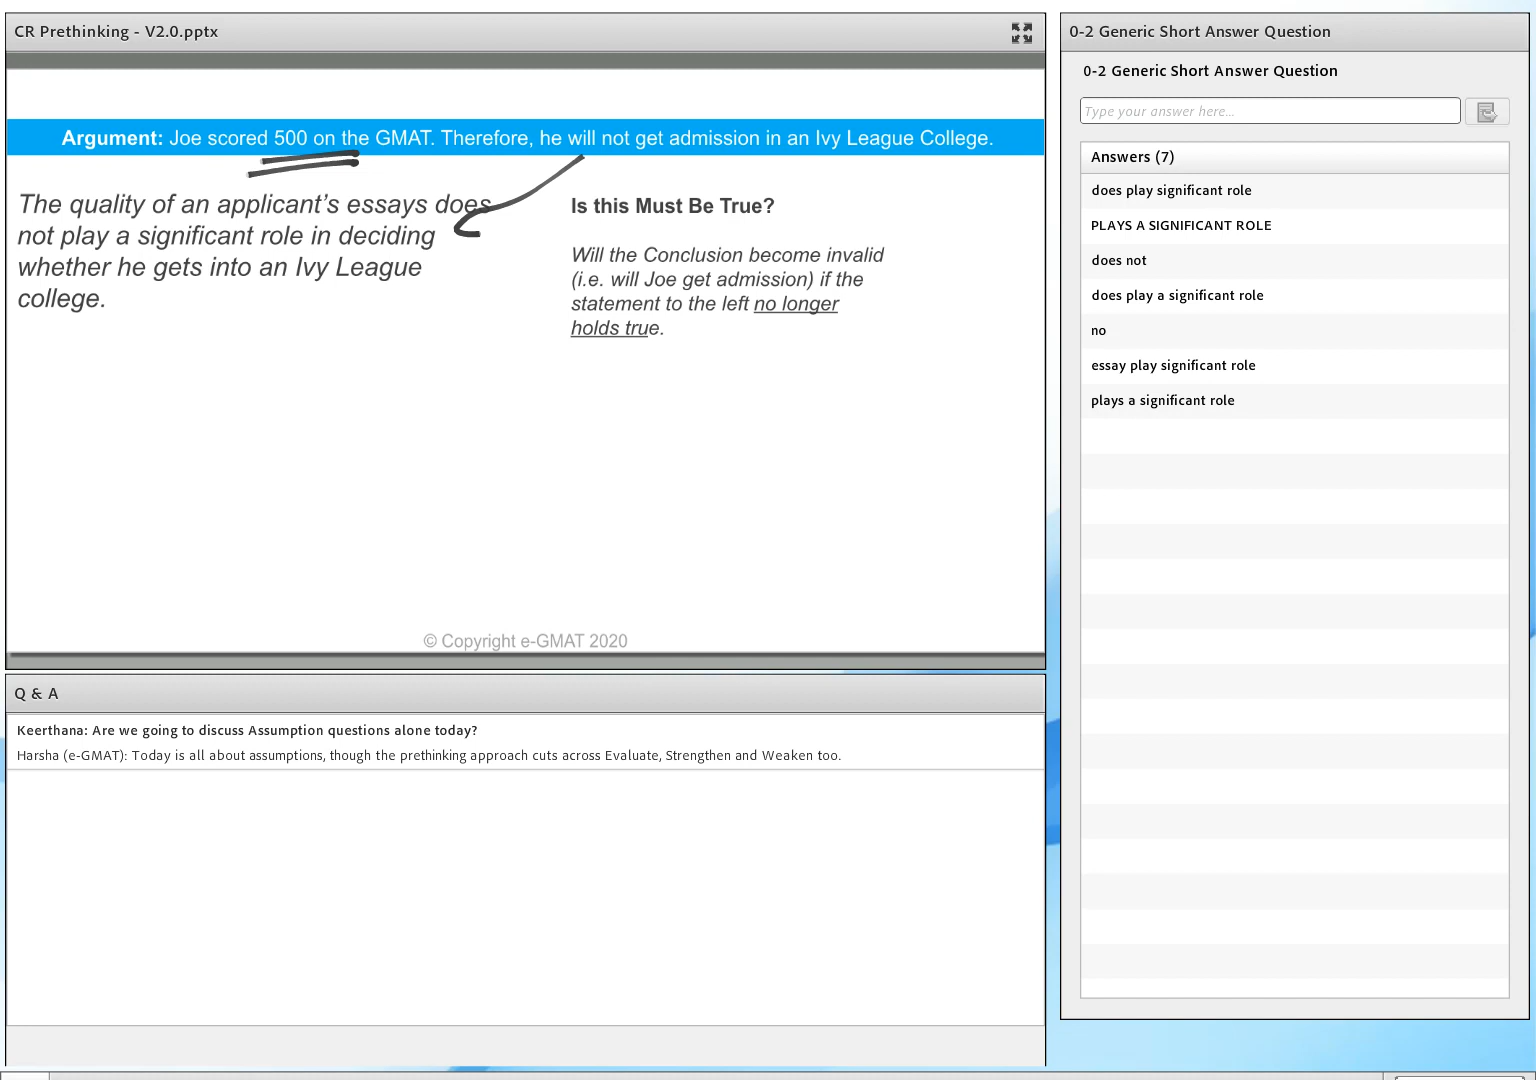 CR Prethinking - V2.0.pptx
Argument: Joe scored 500 on the GMAT. Therefore, he will not get admission in an Ivy League College.
The quality of an applicant’s essays does
not play a significant role in deciding
whether he gets into an Ivy League
college.
Is this Must Be True?
Will the Conclusion become invalid
(i.e. will Joe get admission) if the
statement to the left no longer
holds true.
© Copyright e-GMAT 2020
Q & A
Keerthana: Are we going to discuss Assumption questions alone today?
Harsha (e-GMAT): Today is all about assumptions, though the prethinking approach cuts across Evaluate, Strengthen and Weaken too.
0-2 Generic Short Answer Question
0-2 Generic Short Answer Question
Type your answer here...
Answers (7)
does play significant role
PLAYS A SIGNIFICANT ROLE
does not
does play a significant role
no
essay play significant role
plays a significant role